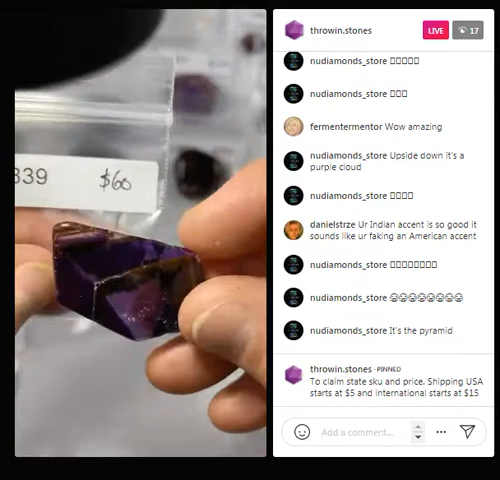 339 $60
throwin.stones LIVE 17
nudiamonds_store
nudiamonds_store
fermentermentor Wow amazing
nudiamonds_store Upside down it's a
purple cloud
nudiamonds_store
danielstrze Ur Indian accent is so good it
sounds like ur faking an American accent
nudiamonds_store
nudiamonds_store 😭😭😭😭😭😭😭😭
nudiamonds_store It's the pyramid
throwin.stones · PINNED
To claim state sku and price. Shipping USA
starts at $5 and international starts at $15
Add a comment...